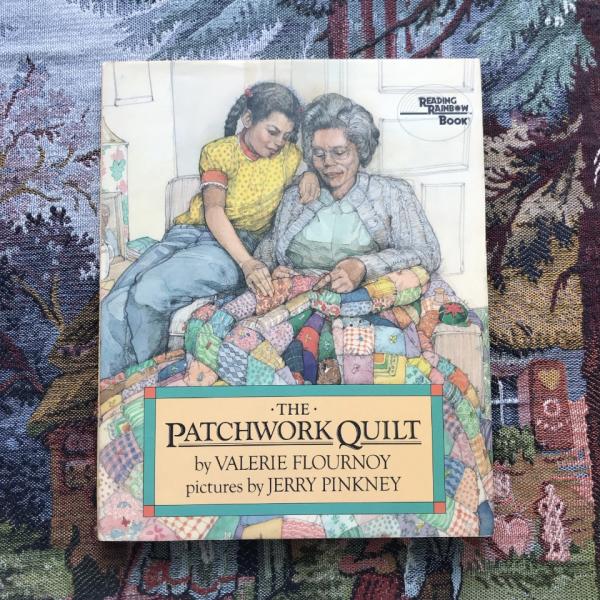 READING
RAINBOW
BOOK
· THE ·
PATCHWORK QUILT
by VALERIE FLOURNOY
pictures by JERRY PINKNEY